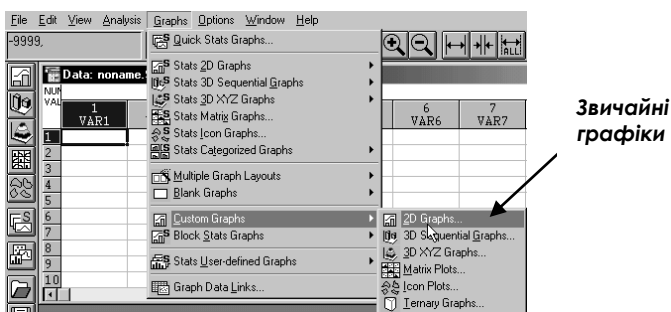 File Edit View Analysis Graphs Options Window Help
-9999,
Quick Stats Graphs...
Stats 2D Graphs
Stats 3D Sequential Graphs
Stats 3D XYZ Graphs
Stats Matrix Graphs...
Stats Icon Graphs...
Stats Categorized Graphs
Multiple Graph Layouts
Blank Graphs
Custom Graphs
Block Stats Graphs
Stats User-defined Graphs
Graph Data Links...
2D Graphs...
3D Sequential Graphs...
3D XYZ Graphs...
Matrix Plots...
Icon Plots...
Ternary Graphs...
ALL
Data: noname.
NUM
VAL
1 6 7
VAR1 VAR6 VAR7
1
2
3
4
5
6
7
8
9
10
Звичайні
графіки